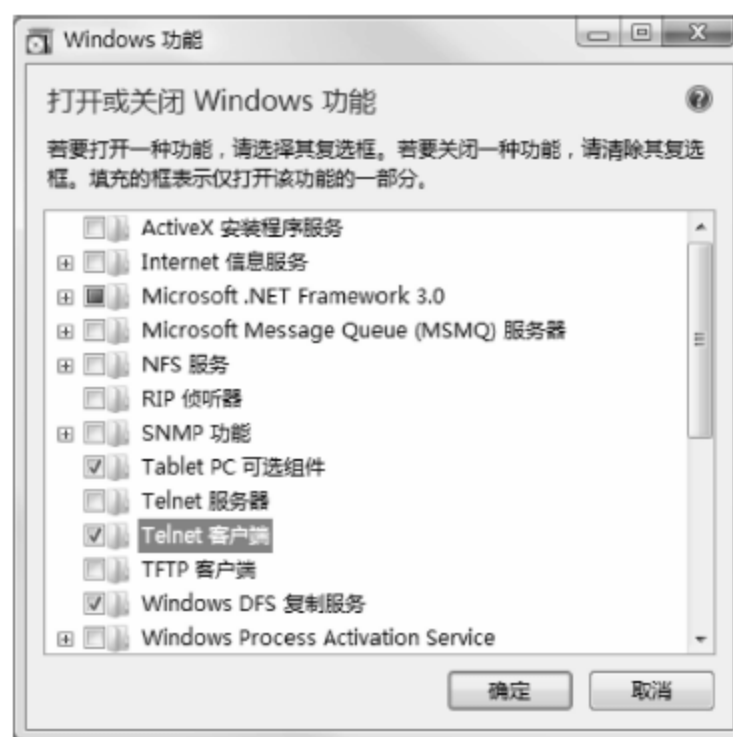 Windows 功能
打开或关闭 Windows 功能
若要打开一种功能，请选择其复选框。若要关闭一种功能，请清除其复选
框。填充的框表示仅打开该功能的一部分。
ActiveX 安装程序服务
Internet 信息服务
Microsoft .NET Framework 3.0
Microsoft Message Queue (MSMQ) 服务器
NFS 服务
RIP 侦听器
SNMP 功能
Tablet PC 可选组件
Telnet 服务器
Telnet 客户端
TFTP 客户端
Windows DFS 复制服务
Windows Process Activation Service
确定
取消